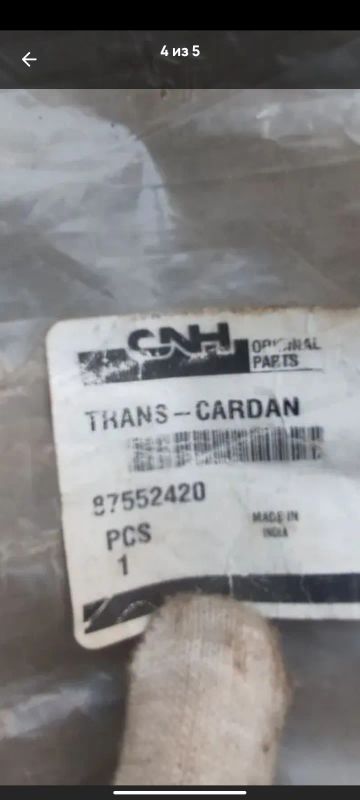 4 из 5
CNH
ORIGINAL
PARTS
TRANS-CARDAN
87552420
PCS
1
MADE IN
INDIA